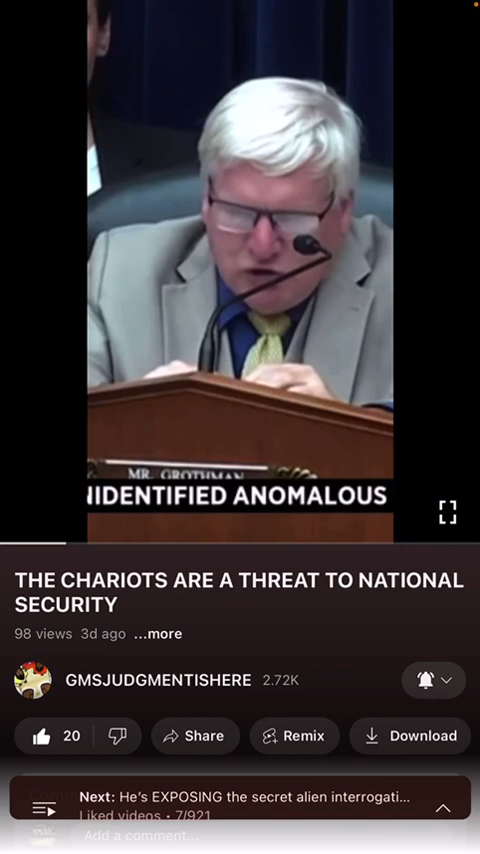 MR. GROTHMAN
NIDENTIFIED ANOMALOUS
THE CHARIOTS ARE A THREAT TO NATIONAL
SECURITY
98 views 3d ago ...more
GMSJUDGMENTISHERE 2.72K
20 Share Remix Download
Next: He's EXPOSING the secret alien interrogati...
Liked videos • 7/921
Add a comment...